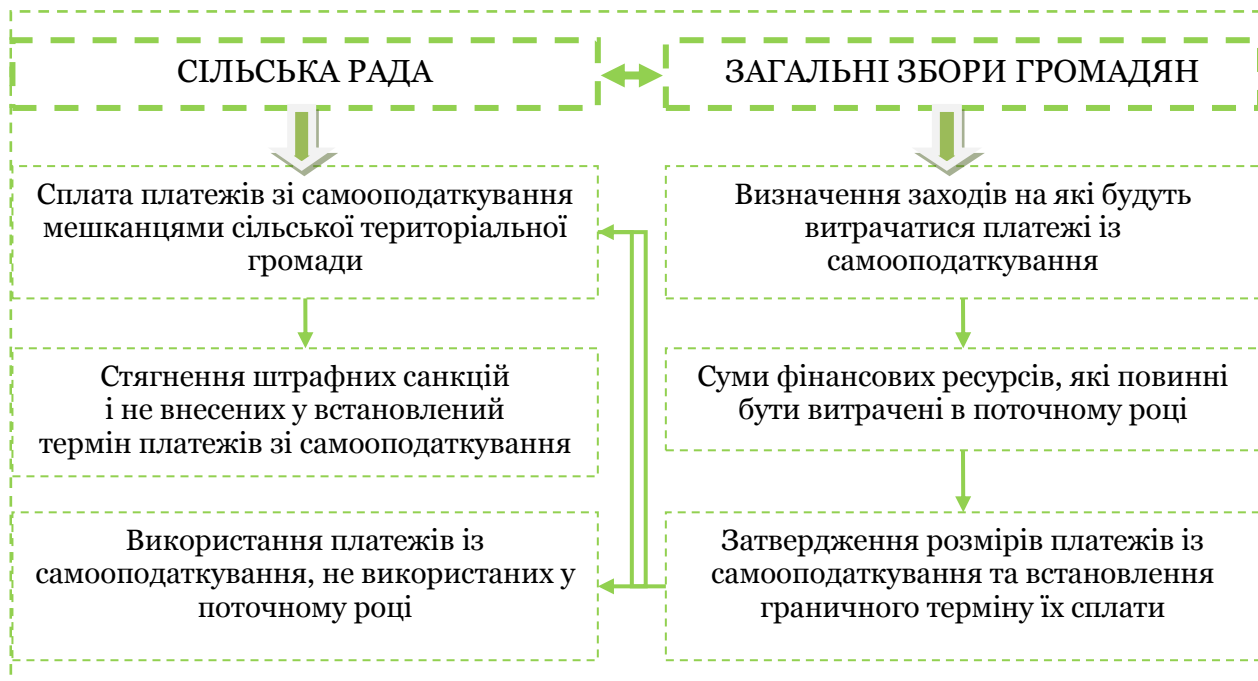 СІЛЬСЬКА РАДА
ЗАГАЛЬНІ ЗБОРИ ГРОМАДЯН
Сплата платежів зі самооподаткування
мешканцями сільської територіальної
громади
Визначення заходів на які будуть
витрачатися платежі із
самооподаткування
Стягнення штрафних санкцій
і не внесених у встановлений
термін платежів зі самооподаткування
Суми фінансових ресурсів, які повинні
бути витрачені в поточному році
Використання платежів із
самооподаткування, не використаних у
поточному році
Затвердження розмірів платежів із
самооподаткування та встановлення
граничного терміну їх сплати